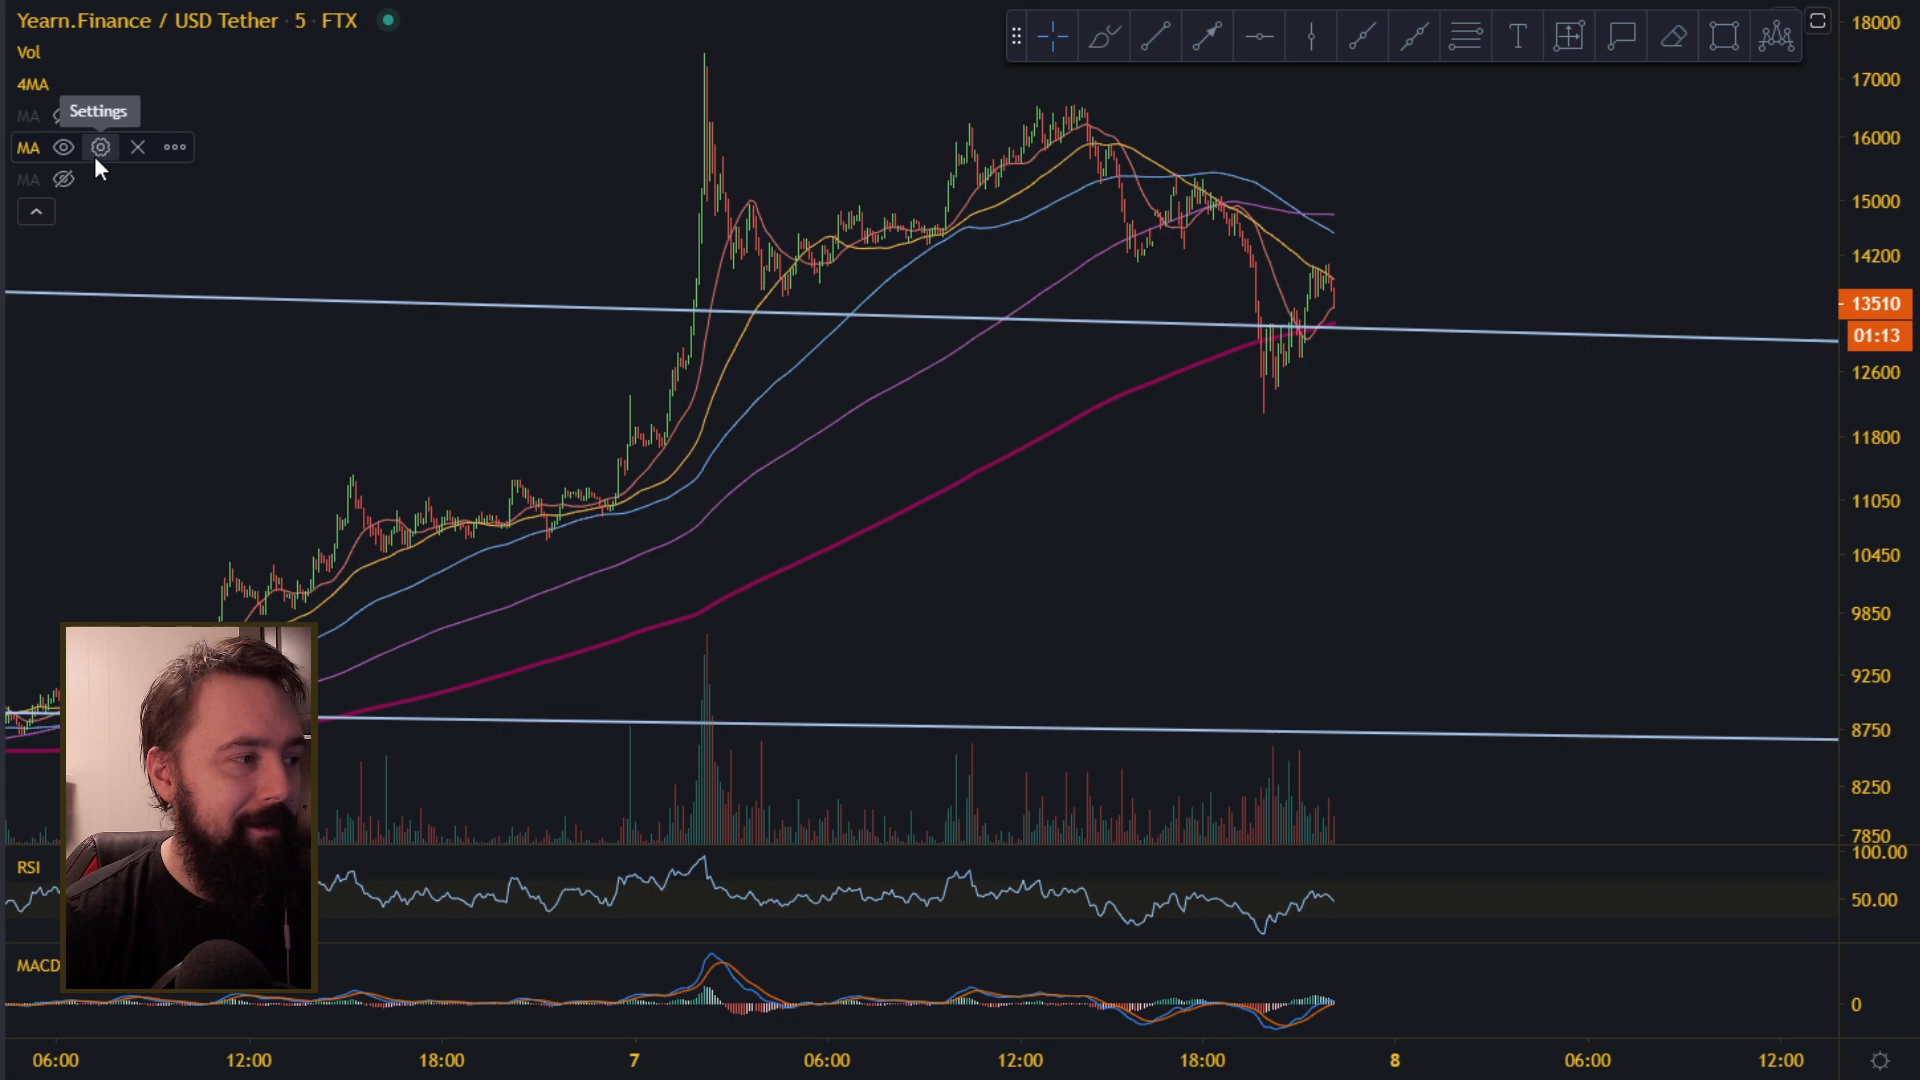 Yearn.Finance / USD Tether · 5 · FTX
Vol
4MA
MA
Settings
MA
MA
T
18000
17000
16000
15000
14200
13510
01:13
12600
11800
11050
10450
9850
9250
8750
8250
7850
RSI
100.00
50.00
MACD
0
06:00 12:00 18:00 7 06:00 12:00 18:00 8 06:00 12:00